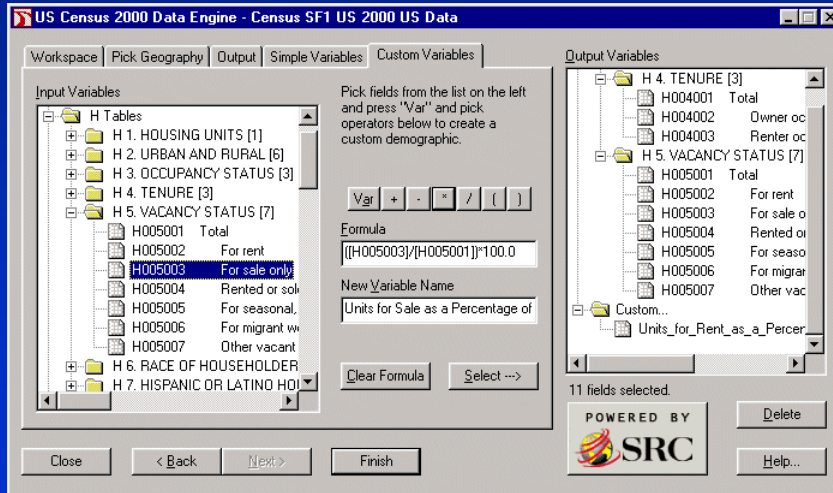 US Census 2000 Data Engine - Census SF1 US 2000 US Data
Workspace
Pick Geography
Output
Simple Variables
Custom Variables
Input Variables
H Tables
H 1. HOUSING UNITS [1]
H 2. URBAN AND RURAL [6]
H 3. OCCUPANCY STATUS [3]
H 4. TENURE [3]
H 5. VACANCY STATUS [7]
H005001 Total
H005002 For rent
H005003 For sale only
H005004 Rented or sol
H005005 For seasonal,
H005006 For migrant w
H005007 Other vacant
H 6. RACE OF HOUSEHOLDER
H 7. HISPANIC OR LATINO HO
Pick fields from the list on the left
and press "Var" and pick
operators below to create a
custom demographic.
Var + - * / ( )
Formula
([H005003]/[H005001])*100.0
New Variable Name
Units for Sale as a Percentage of
Clear Formula
Select --->
Output Variables
H 4. TENURE [3]
H004001 Total
H004002 Owner oc
H004003 Renter oc
H 5. VACANCY STATUS [7]
H005001 Total
H005002 For rent
H005003 For sale o
H005004 Rented or
H005005 For seaso
H005006 For migrar
H005007 Other vac
Custom...
Units_for_Rent_as_a_Percer
11 fields selected.
POWERED BY
SRC
Delete
Help...
Close
< Back
Next >
Finish